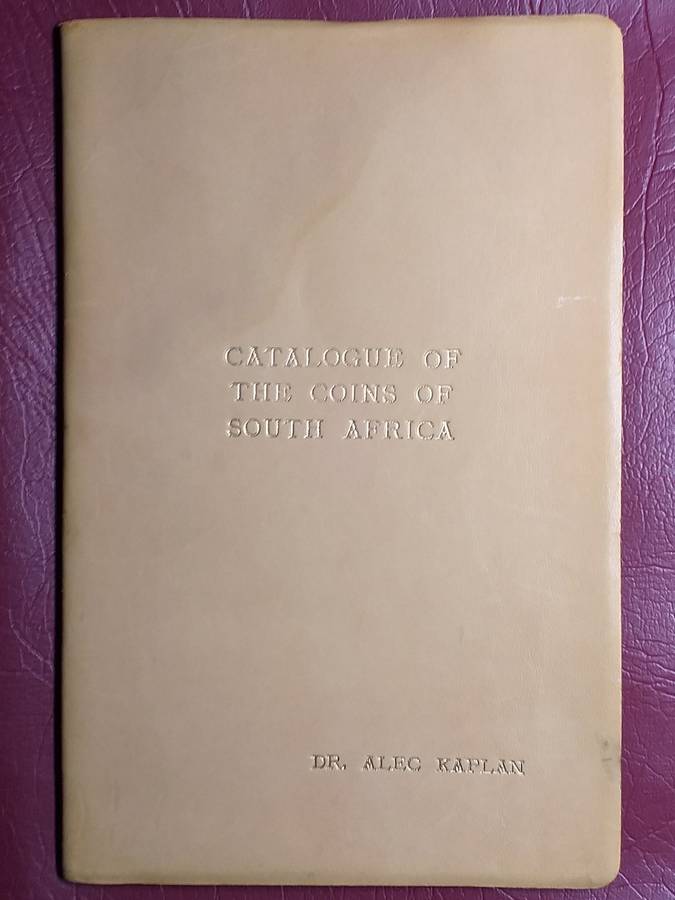 CATALOGUE OF
THE COINS OF
SOUTH AFRICA
DR. ALEC KAPLAN